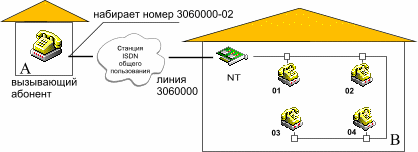 набирает номер 3060000-02
Станция
ISDN
общего
пользования
A
вызывающий
абонент
линия
3060000
NT
01
02
03
04
B